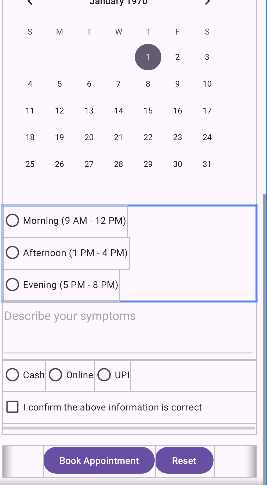 January 1970
S M T W T F S
1 2 3
4 5 6 7 8 9 10
11 12 13 14 15 16 17
18 19 20 21 22 23 24
25 26 27 28 29 30 31
Morning (9 AM - 12 PM)
Afternoon (1 PM - 4 PM)
Evening (5 PM - 8 PM)
Describe your symptoms
Cash Online UPI
I confirm the above information is correct
Book Appointment Reset